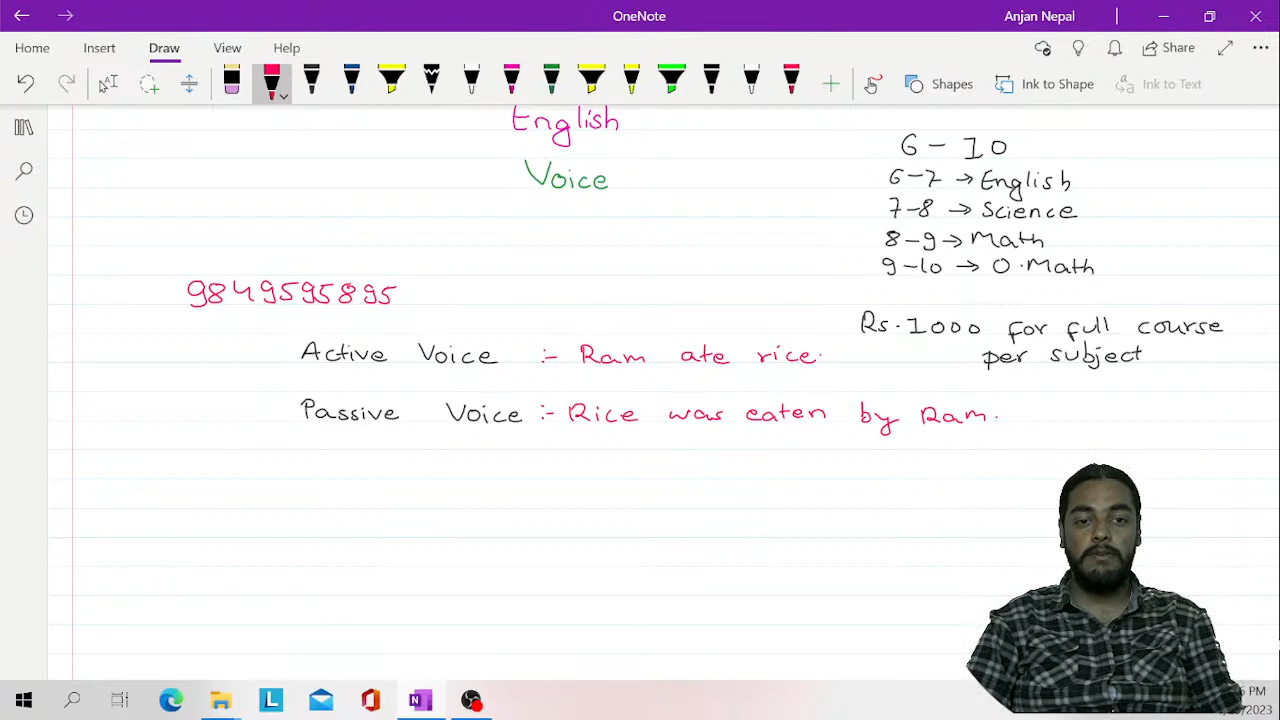 OneNote
Anjan Nepal
Home Insert Draw View Help
Share
Shapes
Ink to Shape
Ink to Text
English
Voice
6 - 10
6-7 → English
7-8 → Science
8-9 → Math
9-10 → O.Math
9849595895
Rs.1000 for full course
per subject
Active Voice :- Ram ate rice.
Passive Voice :- Rice was eaten by Ram.